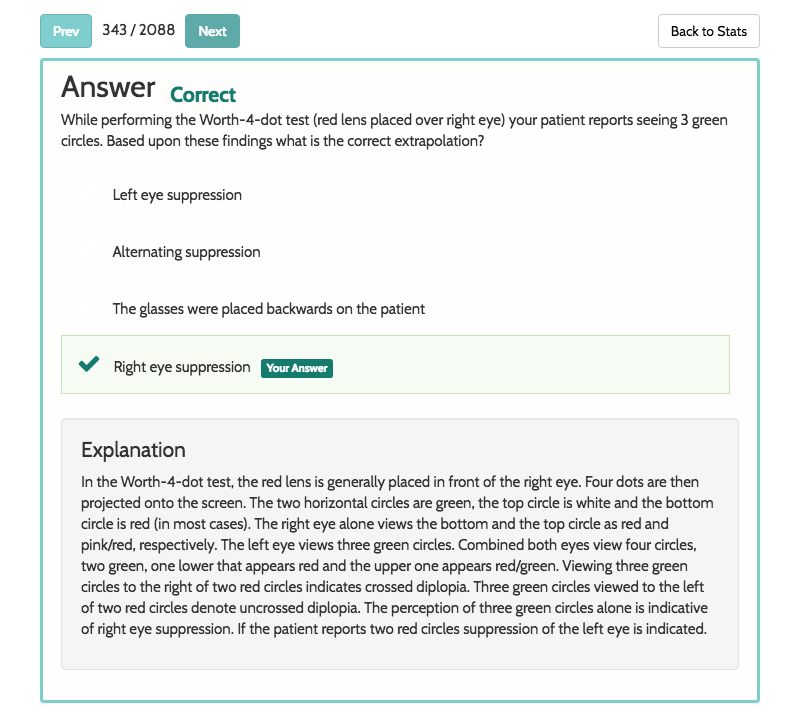 Prev 343 / 2088 Next Back to Stats
Answer Correct
While performing the Worth-4-dot test (red lens placed over right eye) your patient reports seeing 3 green
circles. Based upon these findings what is the correct extrapolation?
Left eye suppression
Alternating suppression
The glasses were placed backwards on the patient
Right eye suppression Your Answer
Explanation
In the Worth-4-dot test, the red lens is generally placed in front of the right eye. Four dots are then
projected onto the screen. The two horizontal circles are green, the top circle is white and the bottom
circle is red (in most cases). The right eye alone views the bottom and the top circle as red and
pink/red, respectively. The left eye views three green circles. Combined both eyes view four circles,
two green, one lower that appears red and the upper one appears red/green. Viewing three green
circles to the right of two red circles indicates crossed diplopia. Three green circles viewed to the left
of two red circles denote uncrossed diplopia. The perception of three green circles alone is indicative
of right eye suppression. If the patient reports two red circles suppression of the left eye is indicated.